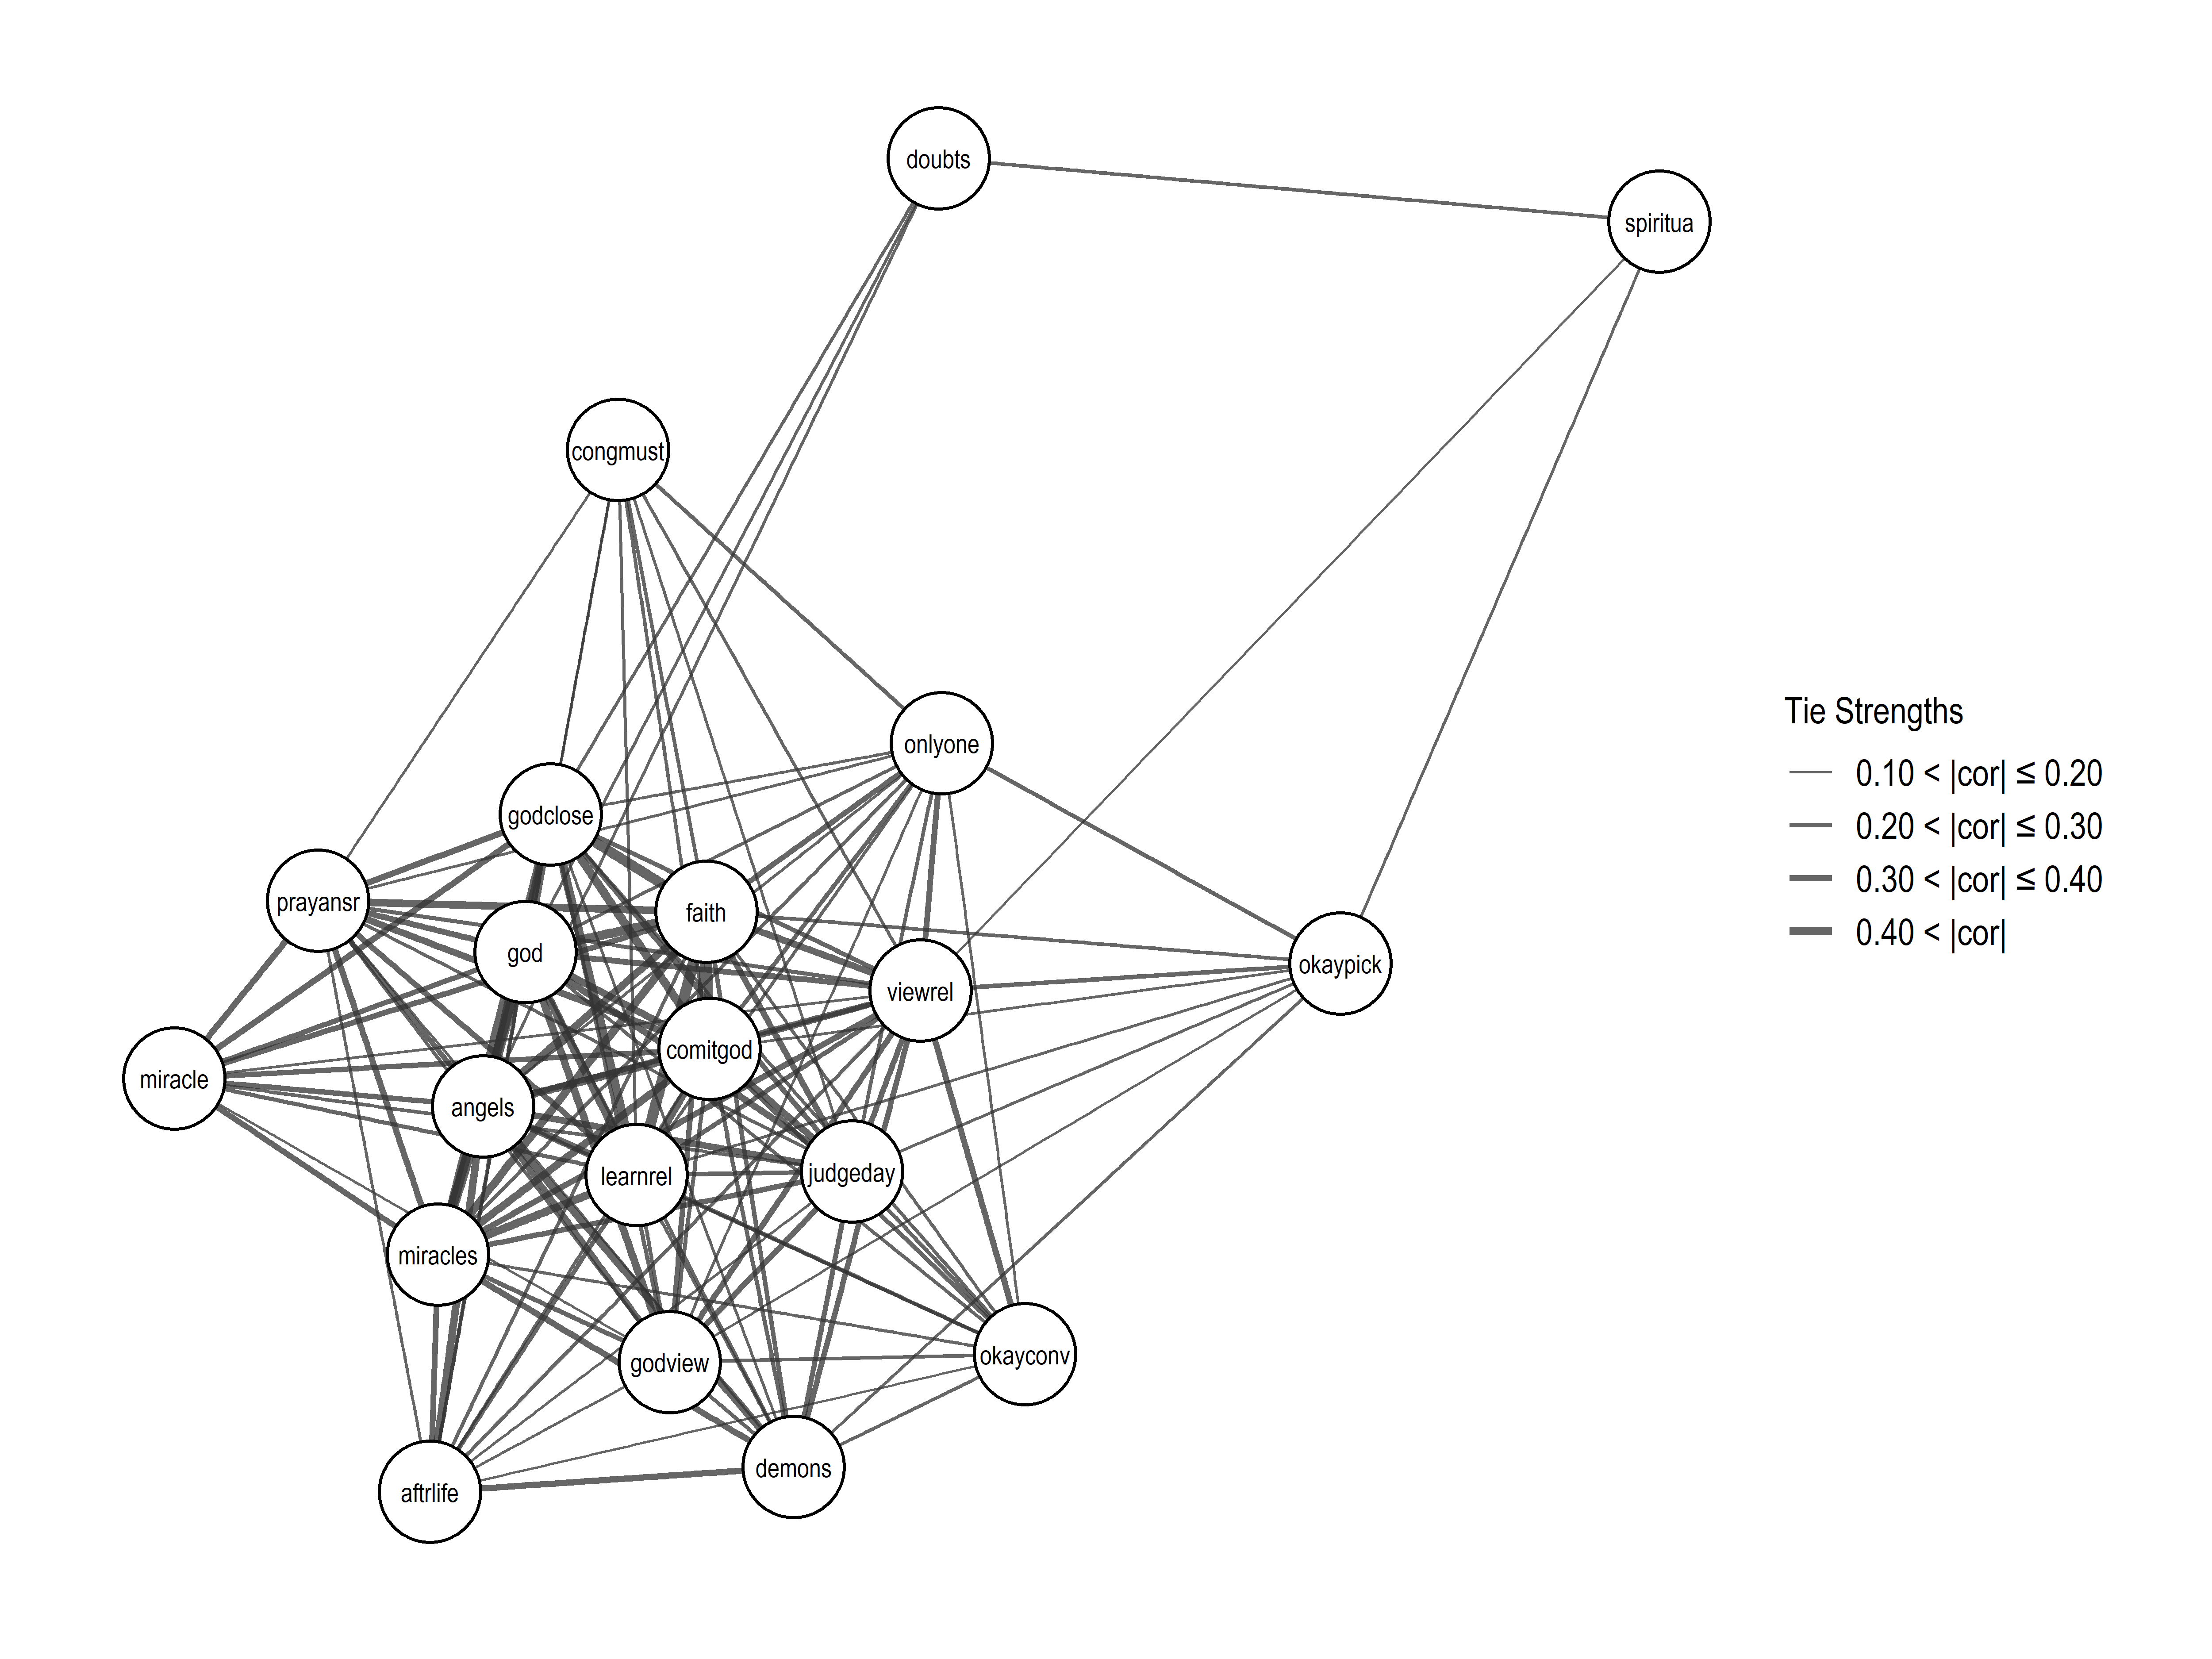 doubts
spiritua
congmust
onlyone
godclose
prayansr
faith
god
okaypick
viewrel
comitgod
miracle
angels
learnrel
judgeday
miracles
godview
okayconv
demons
aftrlife
Tie Strengths
0.10 < |cor| ≤ 0.20
0.20 < |cor| ≤ 0.30
0.30 < |cor| ≤ 0.40
0.40 < |cor|